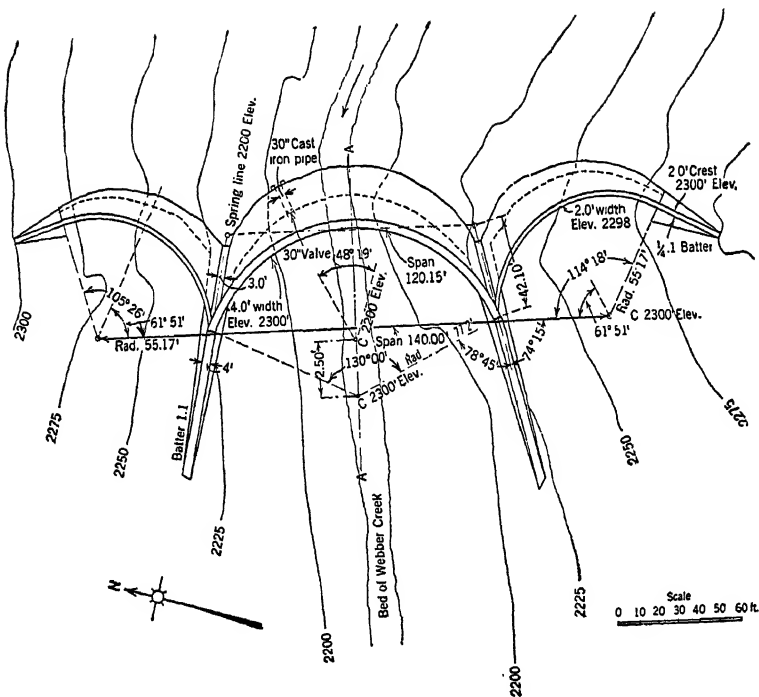 Spring line 2200 Elev.
30" Cast
iron pipe
A
2 0' Crest
2300' Elev,
2.0' width
Elev. 2298
¼.1 Batter
30" Valve
48° 19'
Span
120.15'
3.0'
14.0' width
Elev. 2300'
C 2200 Elev.
42.10'
114° 18'
Rad. 55 17'
C 2300' Elev.
61° 51'
105° 26'
61° 51'
Rad. 55.17'
2300
Span 140.00'
Rad
77 2'
78° 45'
74° 15'
2.50'
130° 00'
C 2300' Elev.
4'
Batter 1.1
2275
2250
2225
A
Bed of Webber Creek
2275
2250
2225
2200
2200
N
Scale
0 10 20 30 40 50 60 ft.